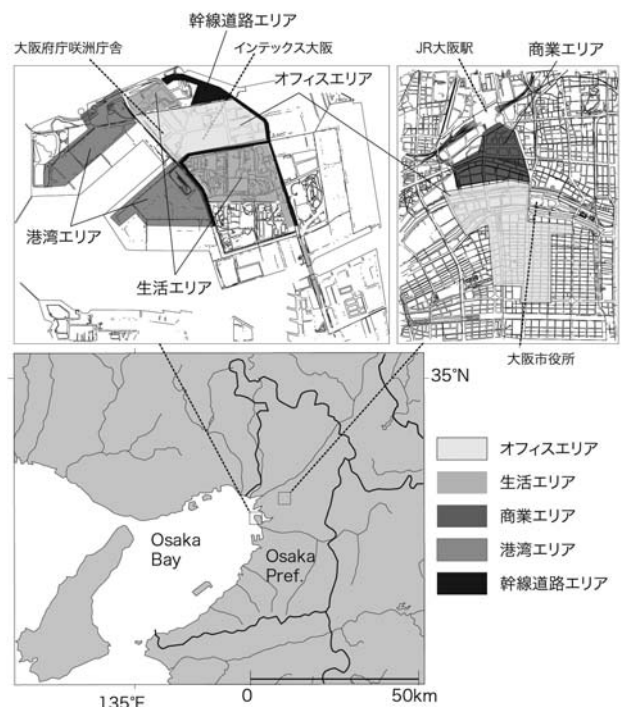 幹線道路エリア
大阪府庁咲洲庁舎
インテックス大阪
オフィスエリア
港湾エリア
生活エリア
JR大阪駅
商業エリア
大阪市役所
35°N
Osaka
Bay
Osaka
Pref.
135°E
0
50km
オフィスエリア
生活エリア
商業エリア
港湾エリア
幹線道路エリア